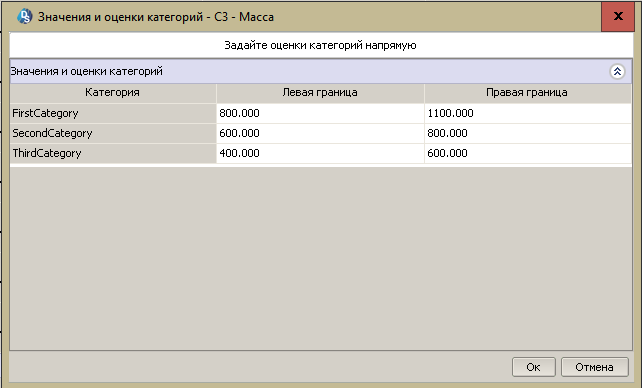 Значения и оценки категорий - C3 - Масса
x
Задайте оценки категорий напрямую
Значения и оценки категорий
Категория Левая граница Правая граница
FirstCategory 800.000 1100.000
SecondCategory 600.000 800.000
ThirdCategory 400.000 600.000
Ок Отмена